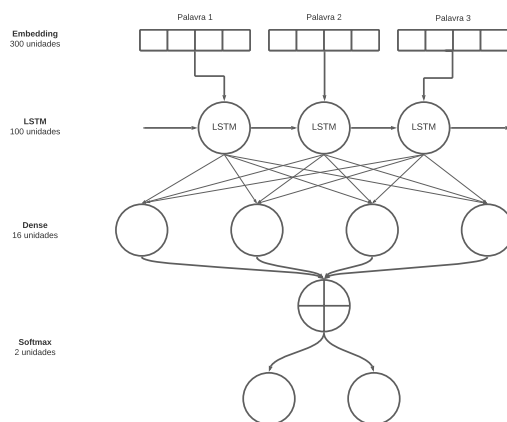 Palavra 1
Palavra 2
Palavra 3
Embedding
300 unidades
LSTM
100 unidades
LSTM
LSTM
LSTM
Dense
16 unidades
Softmax
2 unidades